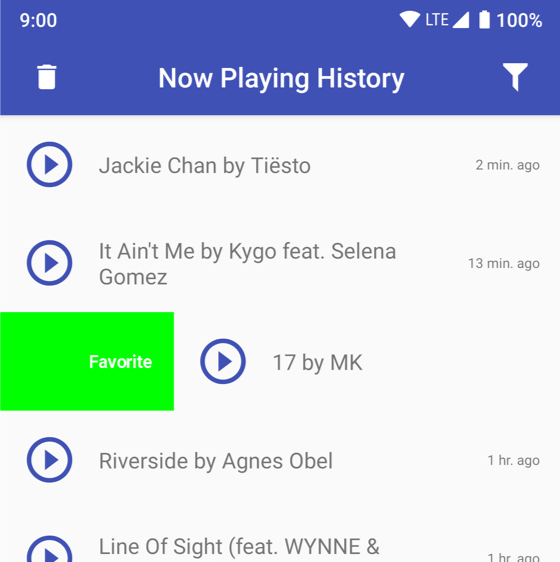 9:00 LTE 100%
Now Playing History
Jackie Chan by Tiësto 2 min. ago
It Ain't Me by Kygo feat. Selena
Gomez
13 min. ago
Favorite 17 by MK
Riverside by Agnes Obel 1 hr. ago
Line Of Sight (feat. WYNNE &
1 hr. ago